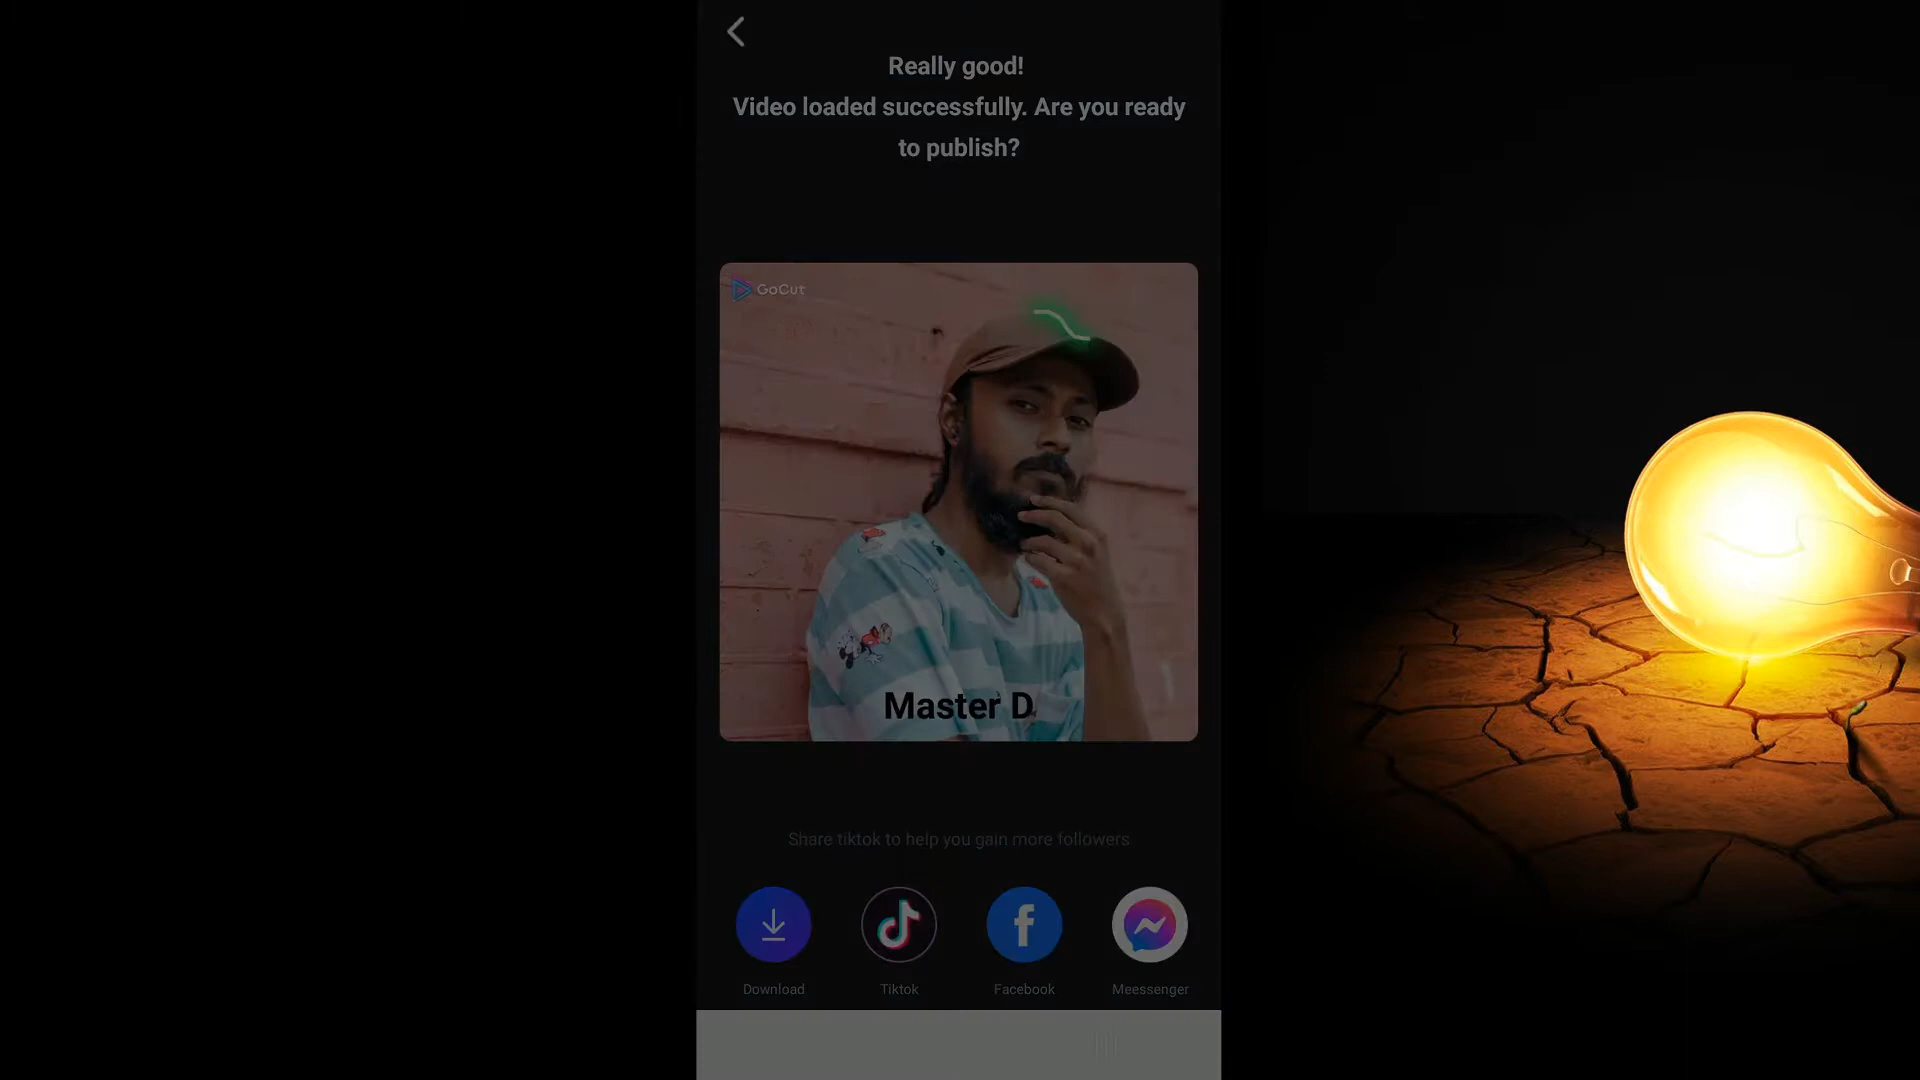 Really good!
Video loaded successfully. Are you ready
to publish?
GoCut
Master D
Share tiktok to help you gain more followers.
Download
Tiktok
Facebook
Meessenger